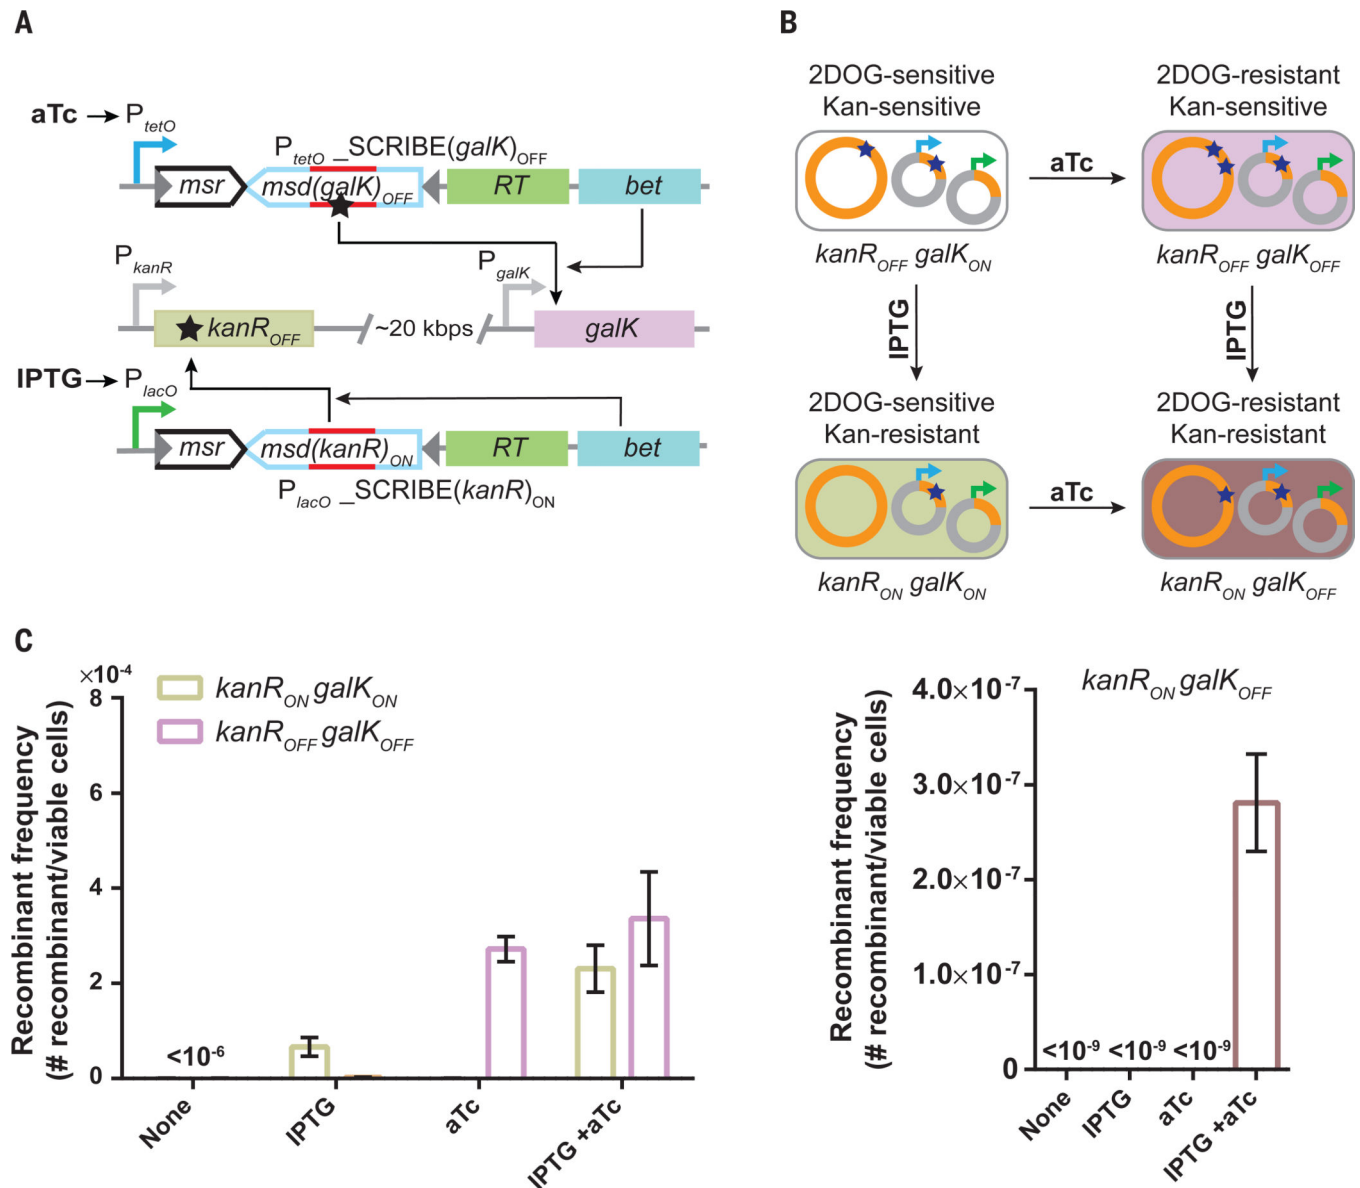 A
aTc
P tetO
P tetO _SCRIBE(galK)OFF
msr
msd(galK)OFF
RT
bet
P kanR
P galK
kanR OFF
~20 kbps
galK
IPTG
P lacO
msr
msd(kanR)ON
RT
bet
P lacO _SCRIBE(kanR)ON
B
2DOG-sensitive
Kan-sensitive
2DOG-resistant
Kan-sensitive
aTc
kanR OFF galK ON
kanR OFF galK OFF
IPTG
IPTG
2DOG-sensitive
Kan-resistant
2DOG-resistant
Kan-resistant
aTc
kanR ON galK ON
kanR ON galK OFF
C
×10-4
Recombinant frequency
(# recombinant/viable cells)
8
6
4
2
0
kanR ON galK ON
kanR OFF galK OFF
<10-6
None
IPTG
aTc
IPTG +aTc
kanR ON galK OFF
Recombinant frequency
(# recombinant/viable cells)
4.0×10-7
3.0×10-7
2.0×10-7
1.0×10-7
0
<10-9
<10-9
<10-9
None
IPTG
aTc
IPTG +aTc